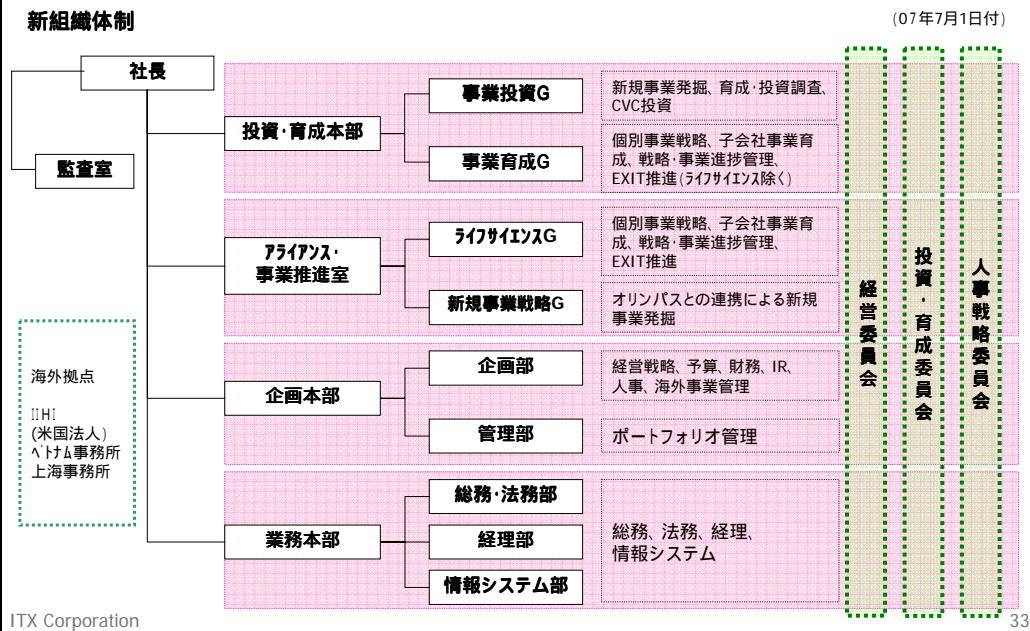 新組織体制
(07年7月1日付)
社長
監査室
投資・育成本部
事業投資G
新規事業発掘、育成・投資調査、
CVC投資
事業育成G
個別事業戦略、子会社事業育
成、戦略・事業進捗管理、
EXIT推進(ﾗｲﾌｻｲｴﾝｽ除く)
ｱﾗｲｱﾝｽ・
事業推進室
ﾗｲﾌｻｲｴﾝｽG
個別事業戦略、子会社事業育
成、戦略・事業進捗管理、
EXIT推進
新規事業戦略G
オリンパスとの連携による新規
事業発掘
企画本部
企画部
経営戦略、予算、財務、IR、
人事、海外事業管理
管理部
ポートフォリオ管理
業務本部
総務・法務部
経理部
情報システム部
総務、法務、経理、
情報システム
海外拠点
IIHI
(米国法人)
ﾍﾞﾄﾅﾑ事務所
上海事務所
経営委員会
投資・育成委員会
人事戦略委員会
ITX Corporation
33